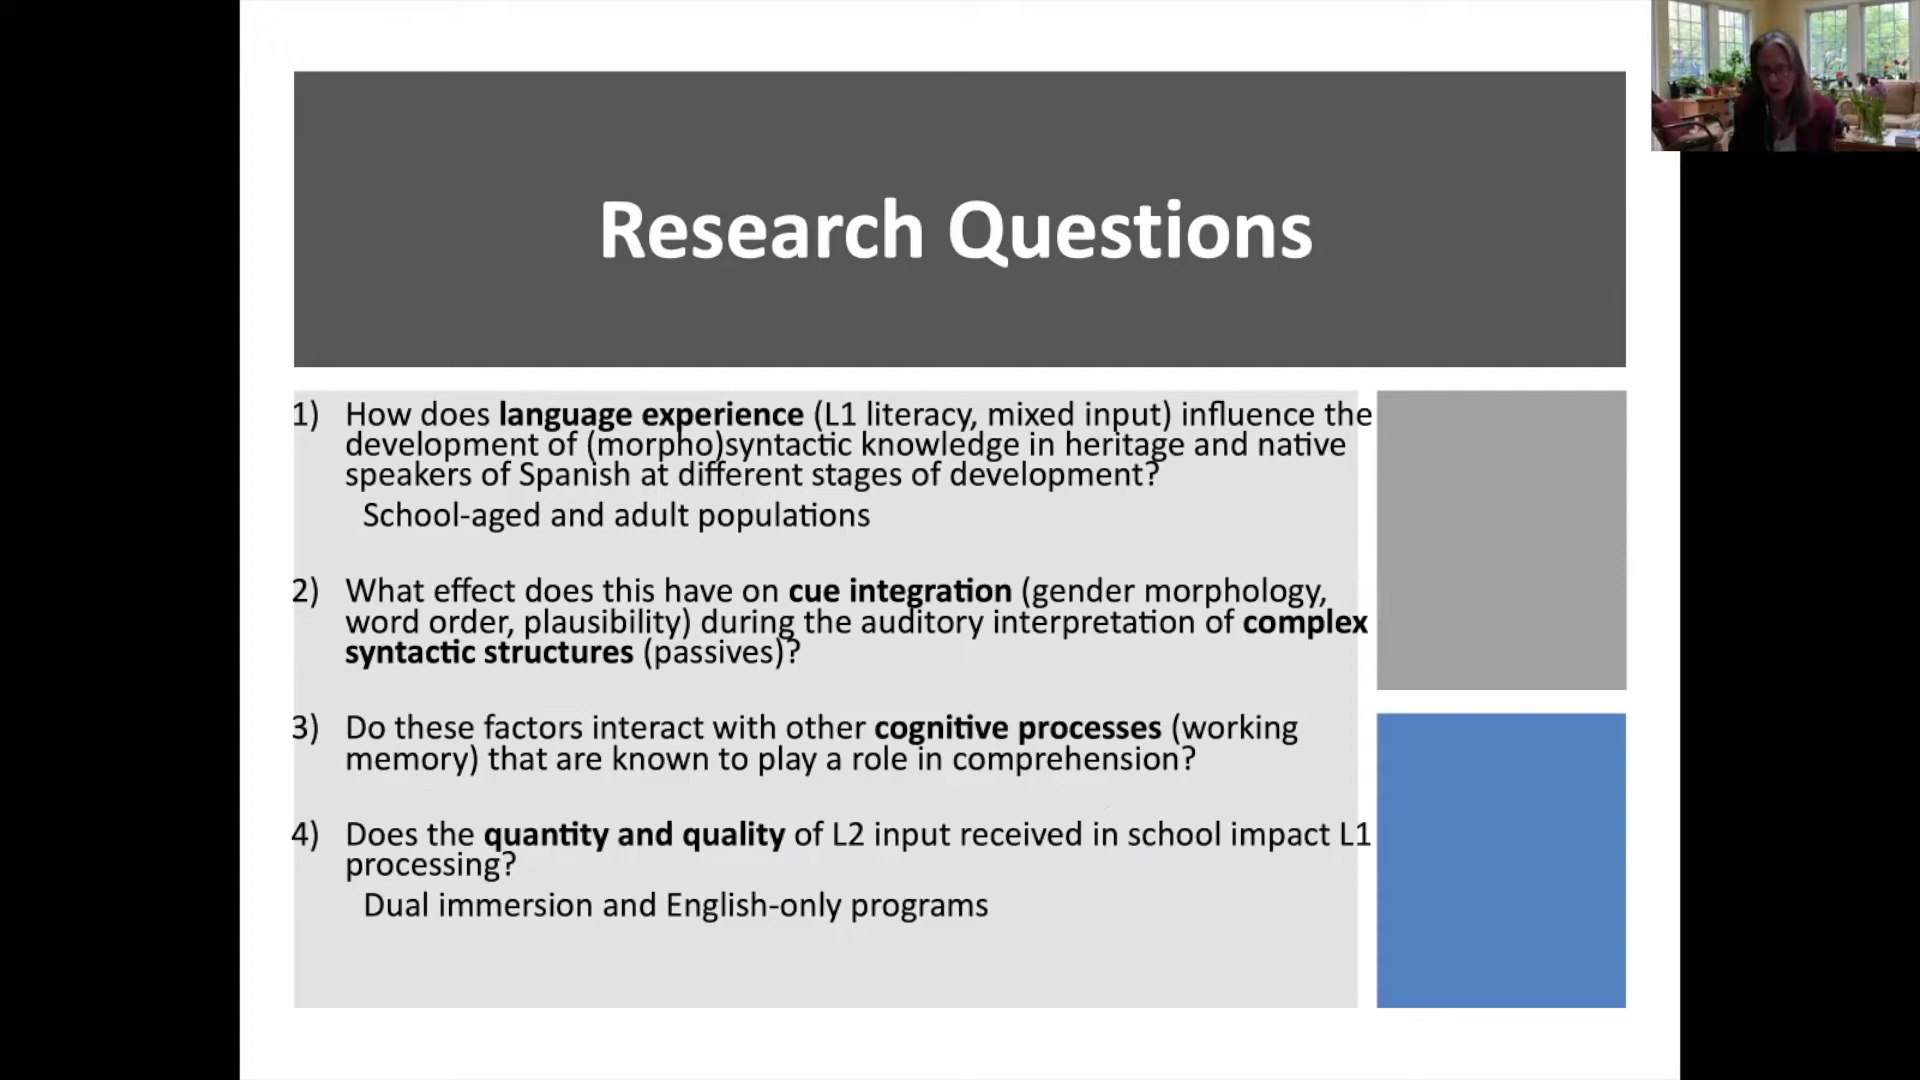 Research Questions
1) How does language experience (L1 literacy, mixed input) influence the
development of (morpho)syntactic knowledge in heritage and native
speakers of Spanish at different stages of development?
School-aged and adult populations
2) What effect does this have on cue integration (gender morphology,
word order, plausibility) during the auditory interpretation of complex
syntactic structures (passives)?
3) Do these factors interact with other cognitive processes (working
memory) that are known to play a role in comprehension?
4) Does the quantity and quality of L2 input received in school impact L1
processing?
Dual immersion and English-only programs